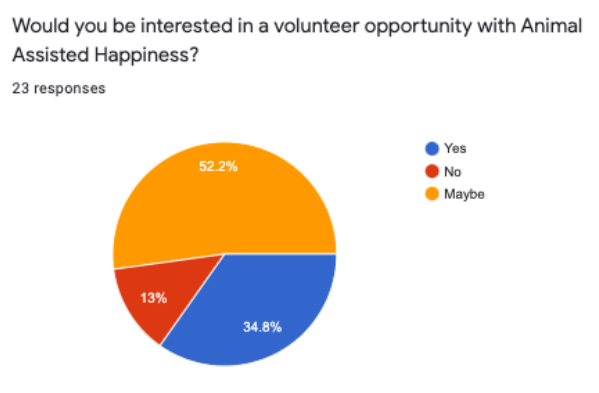 Would you be interested in a volunteer opportunity with Animal
Assisted Happiness?
23 responses
52.2%
13%
34.8%
Yes
No
Maybe